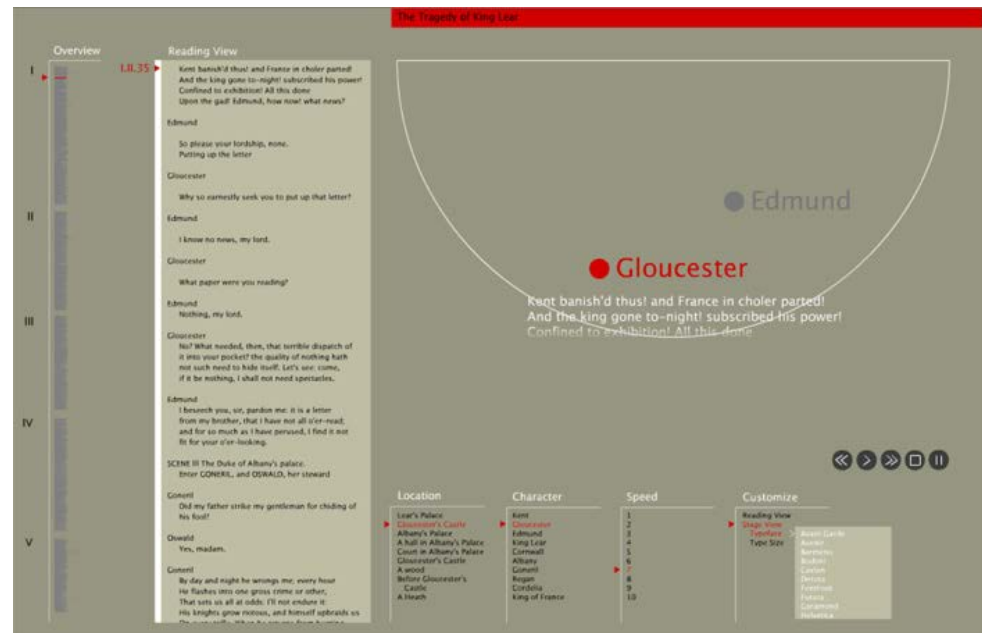 The Tragedy of King Lear
Overview
I
II
III
IV
V
Reading View
I.II.35
Kent banish'd thus! and France in choler parted!
And the king gone to-night! subscribed his power!
Confined to exhibition! All this done
Upon the gad! Edmund, how now! what news?
Edmund
So please your lordship, none.
Putting up the letter
Gloucester
Why so earnestly seek you to put up that letter?
Edmund
I know no news, my lord.
Gloucester
What paper were you reading?
Edmund
Nothing, my lord.
Gloucester
No? What needed, then, that terrible dispatch of
it into your pocket? the quality of nothing hath
not such need to hide itself. Let's see: come,
if it be nothing, I shall not need spectacles.
Edmund
I beseech you, sir, pardon me: it is a letter
from my brother, that I have not all o'er-read;
and for so much as I have perused, I find it not
fit for your o'er-looking.
SCENE III The Duke of Albany's palace.
Enter GONERIL, and OSWALD, her steward
Goneril
Did my father strike my gentleman for chiding of
his fool?
Oswald
Yes, madam.
Goneril
By day and night he wrongs me; every hour
He flashes into one gross crime or other,
That sets us all at odds: I'll not endure it:
His knights grow riotous, and himself upbraids us
Edmund
Gloucester
Kent banish'd thus! and France in choler parted!
And the king gone to-night! subscribed his power!
Confined to exhibition! All this done
Location
Lear's Palace
Gloucester's Castle
Albany's Palace
A hall in Albany's Palace
Court in Albany's Palace
Gloucester's Castle
A wood
Before Gloucester's
Castle
A Heath
Character
Kent
Gloucester
Edmund
King Lear
Cornwall
Albany
Goneril
Regan
Cordelia
King of France
Speed
1
2
3
4
5
6
7
8
9
10
Customize
Reading View
Stage View
Typeface >
Type Size
Avant Garde
Bodoni
Futura
Garamond
Helvetica